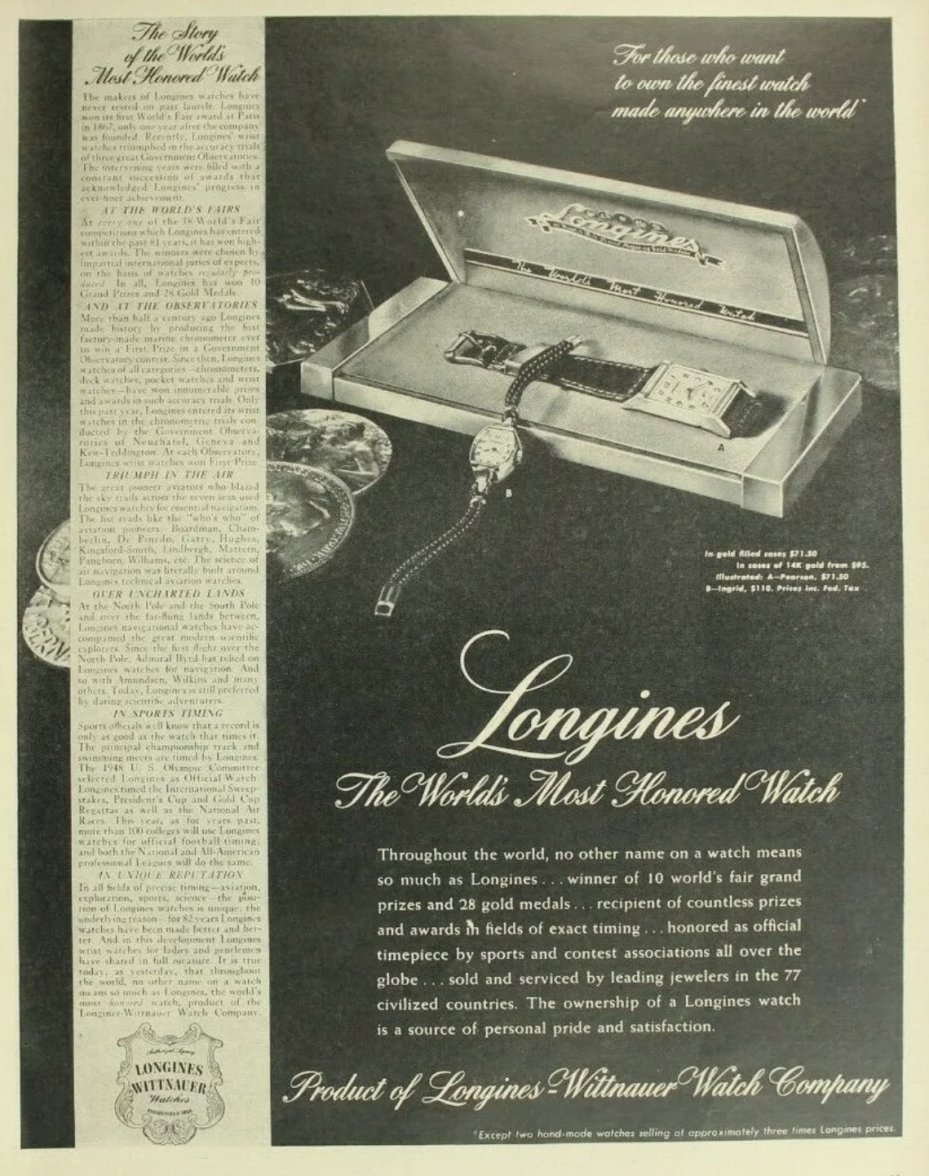 The Story
of the World's
Most Honored Watch
The makers of Longines watches have
never rested on past laurels. Longines
won its first World's Fair award at Paris
in 1867, only one year after the company
was founded. Recently, Longines' wrist
watches triumphed in the accuracy trials
of three great Government Observatories.
The intervening years were filled with a
constant succession of awards that
acknowledged Longines' progress in
ever-finer achievement.
AT THE WORLD'S FAIRS
At every one of the 38 World's Fair
competitions which Longines has entered
within the past 81 years, it has won high-
est awards. The winners were chosen by
impartial international juries of experts,
on the basis of watches regularly pro-
duced. In all, Longines has won 10
Grand Prizes and 28 Gold Medals.
AND AT THE OBSERVATORIES
More than half a century ago Longines
made history by producing the first
factory-made marine chronometer ever
to win a First Prize in a Government
Observatory contest. Since then, Longines
watches of all categories—chronometers,
deck watches, pocket watches and wrist
watches—have won innumerable prizes
and awards in such accuracy trials. Only
this past year, Longines entered its wrist
watches in the chronometric trials con-
ducted by the Government Observa-
tories of Neuchatel, Geneva and
Kew-Teddington. At each Observatory,
Longines wrist watches won First Prize.
TRIUMPH IN THE AIR
The great pioneer aviators who blazed
the sky trails across the seven seas used
Longines watches for essential navigation.
The list reads like the "who's who" of
aviation pioneers: Boardman, Cham-
berlin, De Pinedo, Gatty, Hughes,
Kingsford-Smith, Lindbergh, Mattern,
Pangborn, Williams, etc. The science of
air navigation was literally built around
Longines technical aviation watches.
OVER UNCHARTED LANDS
At the North Pole and the South Pole
and over the far-flung lands between,
Longines navigational watches have ac-
companied the great modern scientific
explorers. Since the first flight over the
North Pole, Admiral Byrd has relied on
Longines watches for navigation. And
so with Amundsen, Wilkins and many
others. Today, Longines is still preferred
by daring scientific adventurers.
IN SPORTS TIMING
Sports officials well know that a record is
only as good as the watch that times it.
The principal championship track and
swimming meets are timed by Longines.
The 1948 U. S. Olympic Committee
selected Longines as Official Watch.
Longines timed the International Sweep-
stakes, President's Cup and Gold Cup
Regattas as well as the National Air
Races. This year, as for years past,
more than 100 colleges will use Longines
watches for official football timing,
and both the National and All-American
professional Leagues will do the same.
IN UNIQUE REPUTATION
In all fields of precise timing—aviation,
exploration, sports, science—the posi-
tion of Longines watches is unique; the
underlying reason—for 82 years Longines
watches have been made better and bet-
ter. And in this development Longines
wrist watches for ladies and gentlemen
have shared in full measure. It is true
today, as yesterday, that throughout
the world, no other name on a watch
means so much as Longines, the world's
most honored watch, product of the
Longines-Wittnauer Watch Company.
LONGINES
WITTNAUER
Watches
For those who want
to own the finest watch
made anywhere in the world*
Longines
The World's Most Honored Watch
A
B
In gold filled cases $71.50
In cases of 14K gold from $95.
Illustrated: A—Pearson, $71.50
B—Ingrid, $110. Prices inc. Fed. Tax
Longines
The World's Most Honored Watch
Throughout the world, no other name on a watch means
so much as Longines . . . winner of 10 world's fair grand
prizes and 28 gold medals . . . recipient of countless prizes
and awards in fields of exact timing . . . honored as official
timepiece by sports and contest associations all over the
globe . . . sold and serviced by leading jewelers in the 77
civilized countries. The ownership of a Longines watch
is a source of personal pride and satisfaction.
Product of Longines-Wittnauer Watch Company
*Except two hand-made watches selling at approximately three times Longines prices.